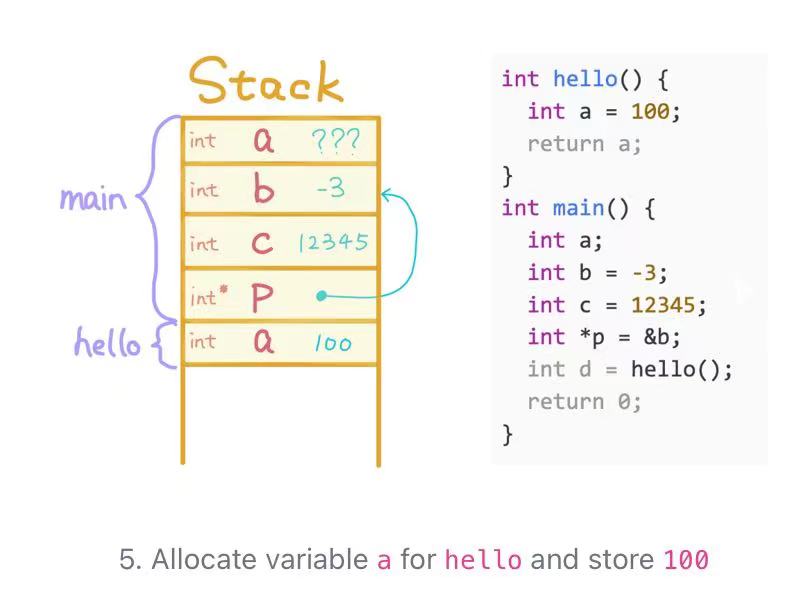 Stack
int a ???
main
int b -3
int c 12345
int* p
hello
int a 100
int hello() {
  int a = 100;
  return a;
}
int main() {
  int a;
  int b = -3;
  int c = 12345;
  int *p = &b;
  int d = hello();
  return 0;
}
5. Allocate variable a for hello and store 100